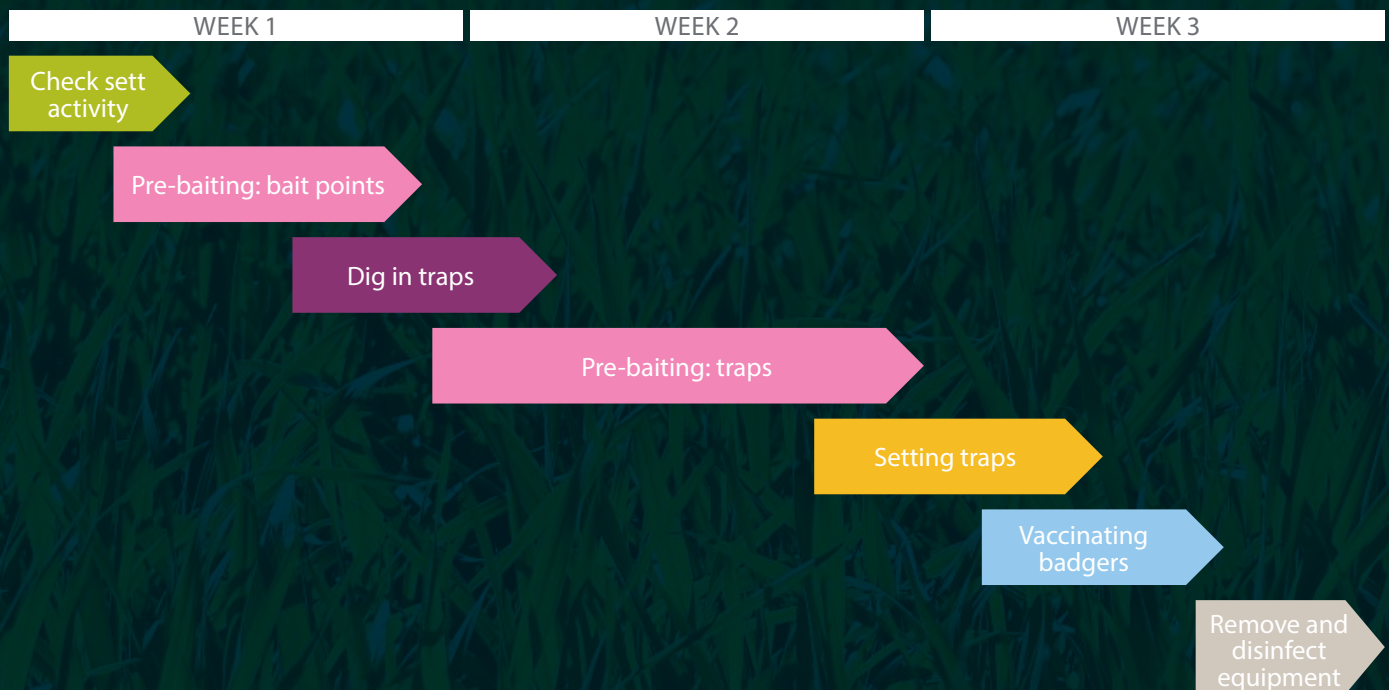 WEEK 1
WEEK 2
WEEK 3
Check sett
activity
Pre-baiting: bait points
Dig in traps
Pre-baiting: traps
Setting traps
Vaccinating
badgers
Remove and
disinfect
equipment